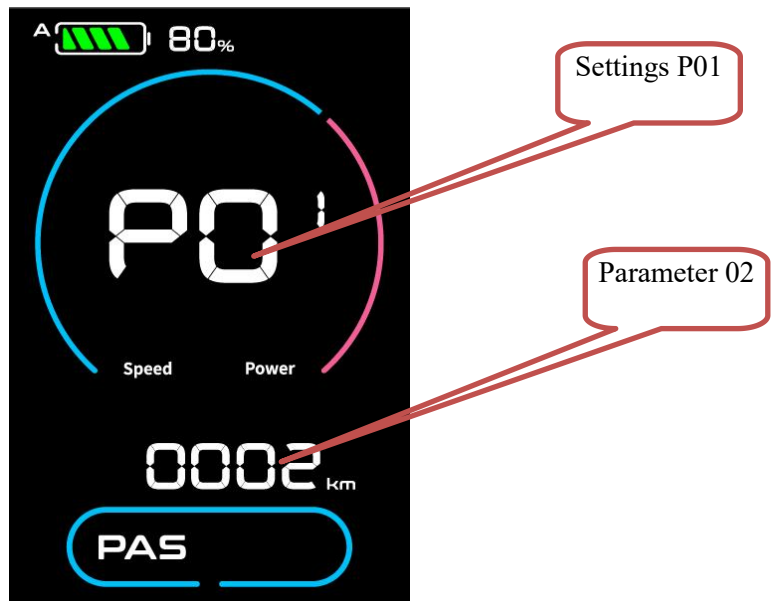 A 80%
Settings P01
P01
Parameter 02
Speed Power
0002 km
PAS